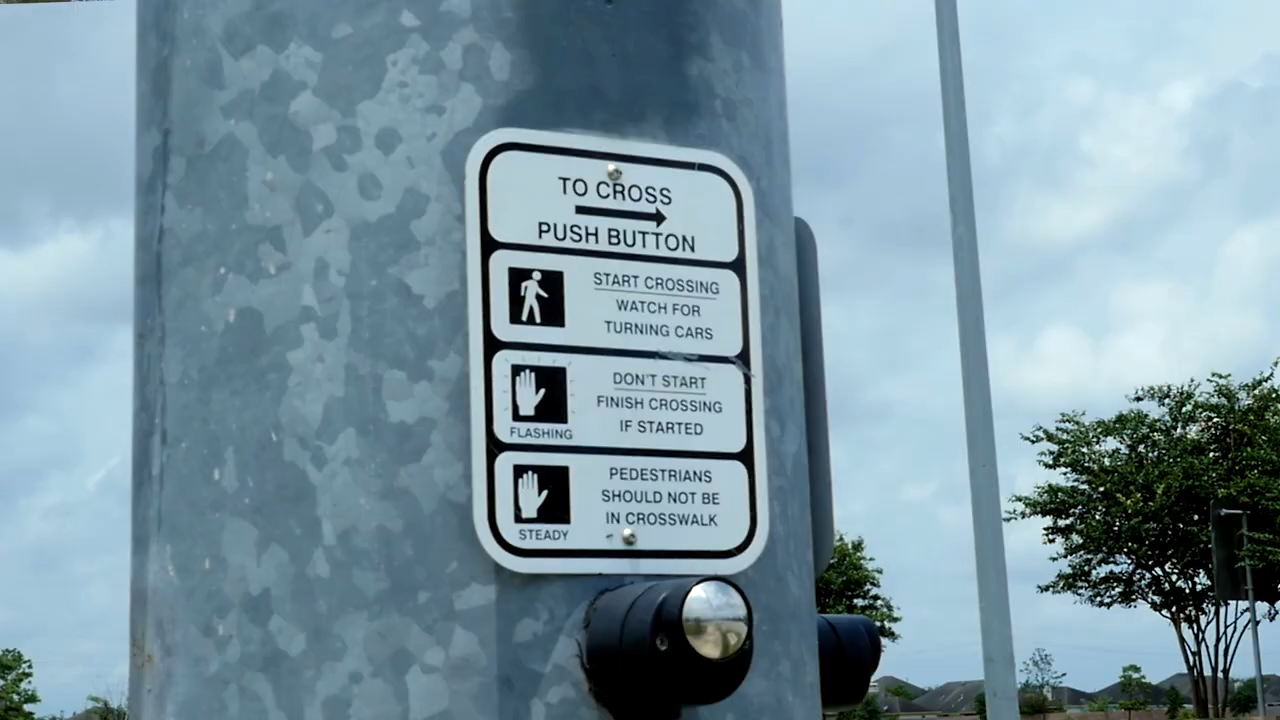 TO CROSS
PUSH BUTTON
START CROSSING
WATCH FOR
TURNING CARS
DON'T START
FINISH CROSSING
IF STARTED
FLASHING
PEDESTRIANS
SHOULD NOT BE
IN CROSSWALK
STEADY